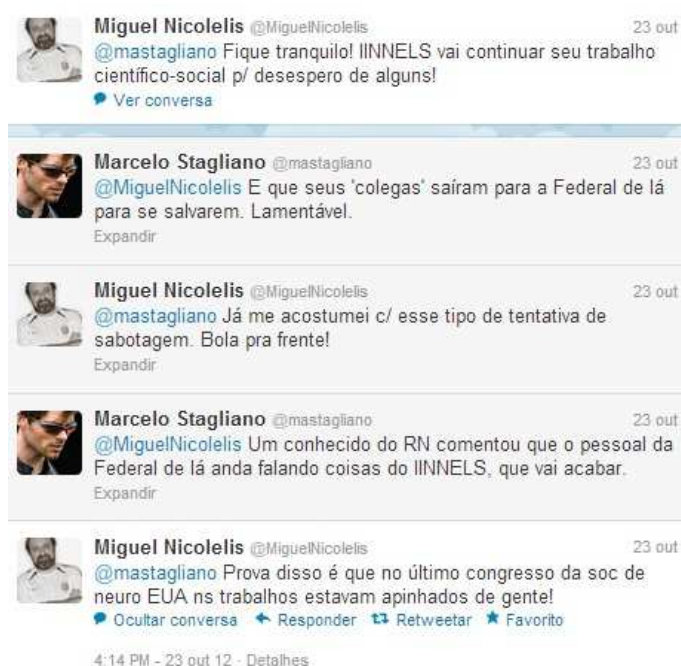 Miguel Nicolelis @MiguelNicolelis 23 out
@mastagliano Fique tranquilo! IINNELS vai continuar seu trabalho
científico-social p/ desespero de alguns!
Ver conversa
Marcelo Stagliano @mastagliano 23 out
@MiguelNicolelis E que seus 'colegas' saíram para a Federal de lá
para se salvarem. Lamentável.
Expandir
Miguel Nicolelis @MiguelNicolelis 23 out
@mastagliano Já me acostumei c/ esse tipo de tentativa de
sabotagem. Bola pra frente!
Expandir
Marcelo Stagliano @mastagliano 23 out
@MiguelNicolelis Um conhecido do RN comentou que o pessoal da
Federal de lá anda falando coisas do IINNELS, que vai acabar.
Expandir
Miguel Nicolelis @MiguelNicolelis 23 out
@mastagliano Prova disso é que no último congresso da soc de
neuro EUA ns trabalhos estavam apinhados de gente!
Ocultar conversa Responder Retweetar Favorito
4:14 PM - 23 out 12 · Detalhes